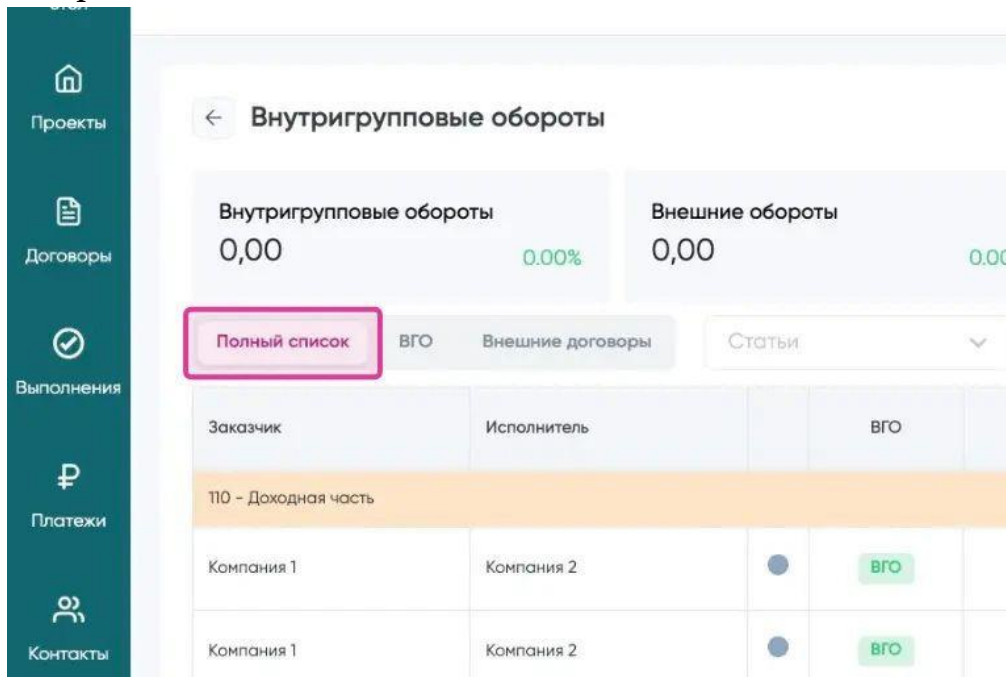 Проекты
Договоры
Выполнения
Платежи
Контакты
Внутригрупповые обороты
Внутригрупповые обороты
0,00 0.00%
Внешние обороты
0,00
Полный список ВГО Внешние договоры Статьи
Заказчик Исполнитель ВГО
110 - Доходная часть
Компания 1 Компания 2 ВГО
Компания 1 Компания 2 ВГО